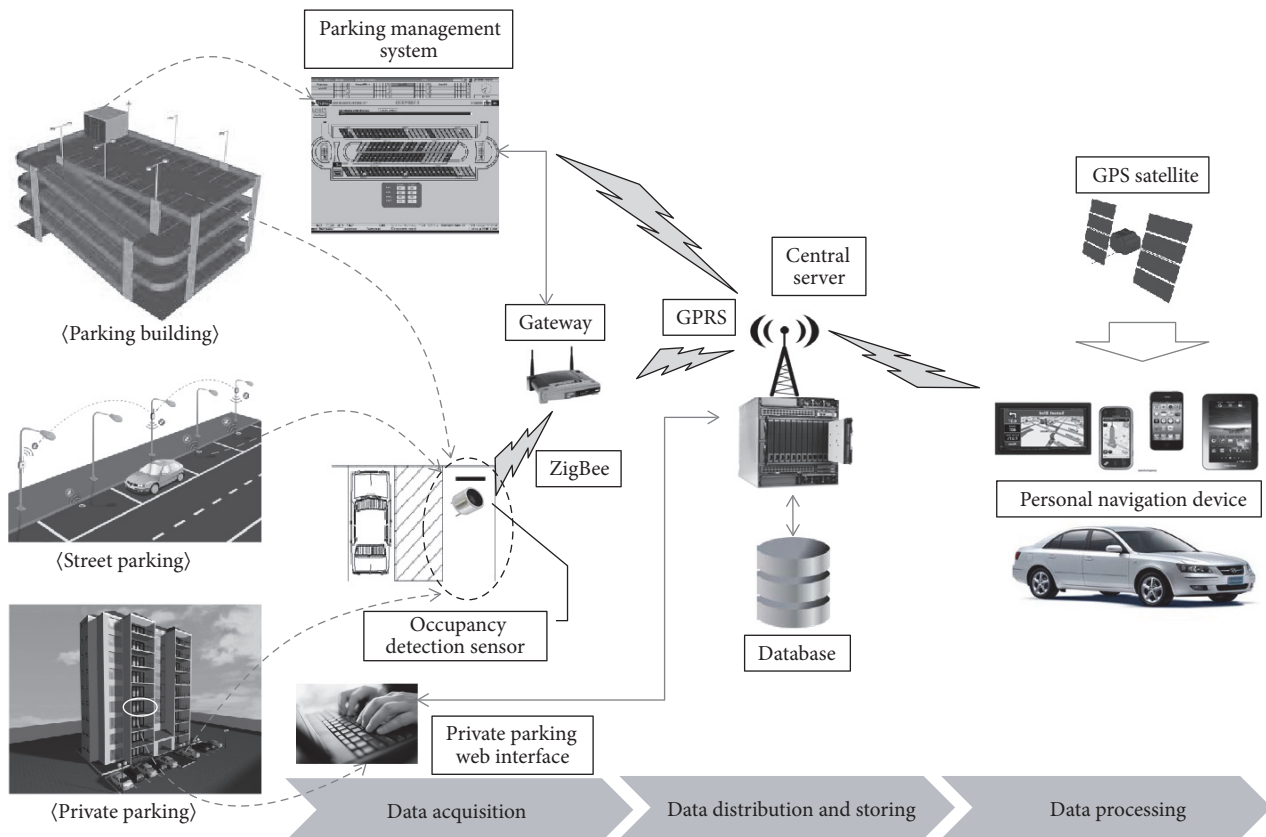 Parking management
system
GPS satellite
Central
server
Gateway
GPRS
⟨Parking building⟩
ZigBee
Personal navigation device
⟨Street parking⟩
Occupancy
detection sensor
Database
Private parking
web interface
⟨Private parking⟩
Data acquisition
Data distribution and storing
Data processing